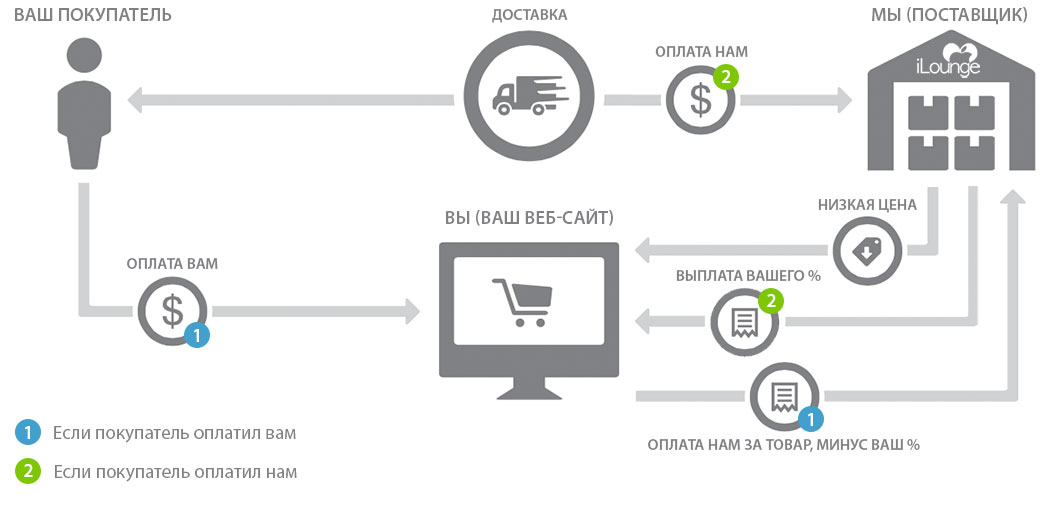 ВАШ ПОКУПАТЕЛЬ
ДОСТАВКА
МЫ (ПОСТАВЩИК)
ОПЛАТА НАМ
$
2
iLounge
НИЗКАЯ ЦЕНА
ВЫ (ВАШ ВЕБ-САЙТ)
ОПЛАТА ВАМ
$
1
ВЫПЛАТА ВАШЕГО %
2
1
ОПЛАТА НАМ ЗА ТОВАР, МИНУС ВАШ %
1 Если покупатель оплатил вам
2 Если покупатель оплатил нам